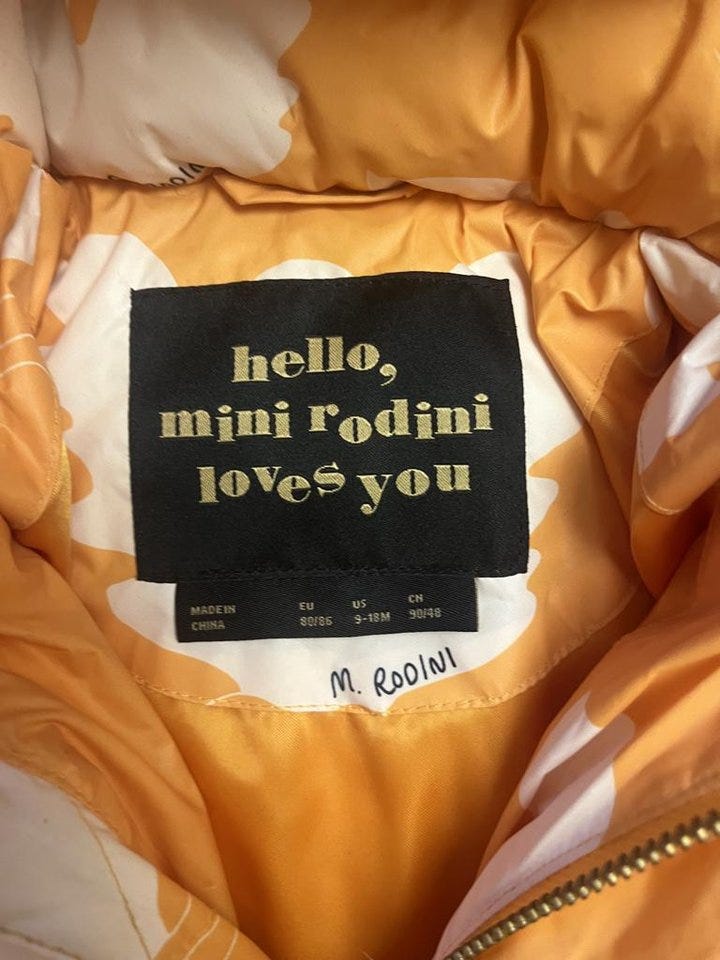 hello,
mini rodini
loves you
MADE IN CHINA
EU 80/86
US 9-18M
CN 90/48
M. RODINI